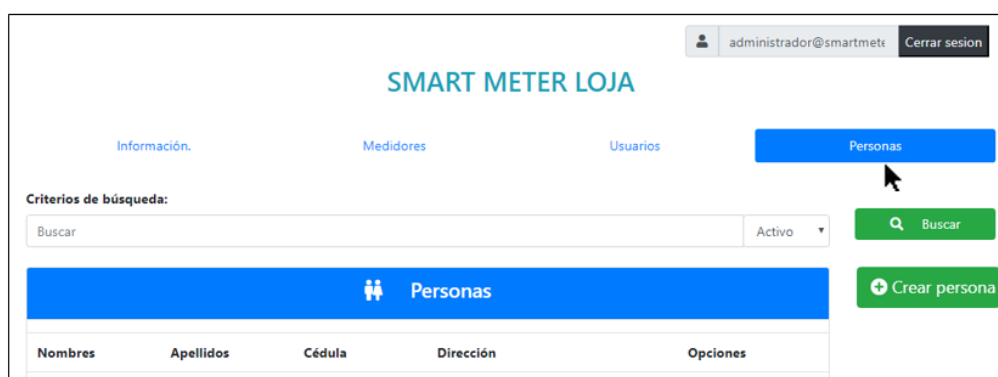 administrador@smartmete Cerrar sesion
SMART METER LOJA
Información. Medidores Usuarios Personas
Criterios de búsqueda:
Buscar Activo Buscar
Personas Crear persona
Nombres Apellidos Cédula Dirección Opciones